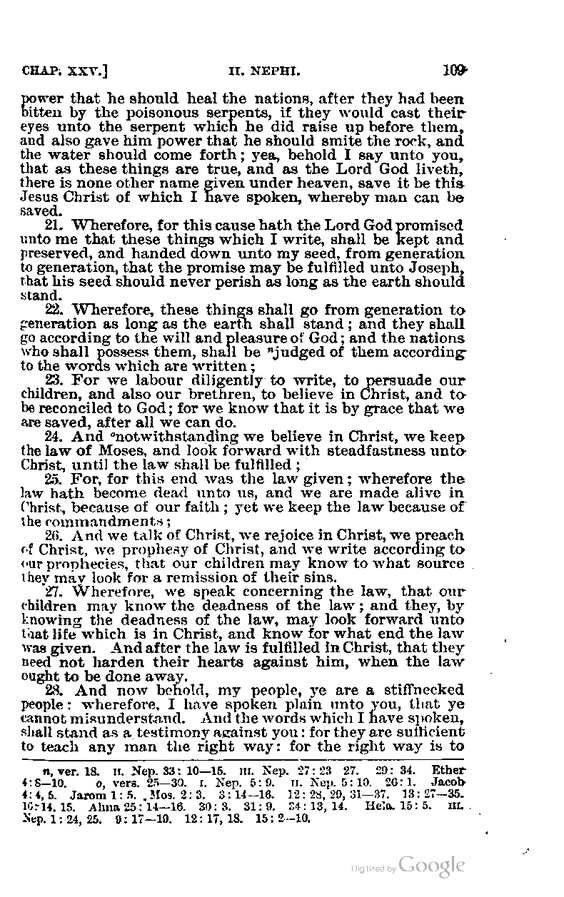 CHAP. XXV.] II. NEPHI. 109
power that he should heal the nations, after they had been
bitten by the poisonous serpents, if they would cast their
eyes unto the serpent which he did raise up before them,
and also gave him power that he should smite the rock, and
the water should come forth; yea, behold I say unto you,
that as these things are true, and as the Lord God liveth,
there is none other name given under heaven, save it be this
Jesus Christ of which I have spoken, whereby man can be
saved.
21. Wherefore, for this cause hath the Lord God promised
unto me that these things which I write, shall be kept and
preserved, and handed down unto my seed, from generation
to generation, that the promise may be fulfilled unto Joseph,
that his seed should never perish as long as the earth should
stand.
22. Wherefore, these things shall go from generation to
generation as long as the earth shall stand; and they shall
go according to the will and pleasure of God; and the nations
who shall possess them, shall be ⁿjudged of them according
to the words which are written;
23. For we labour diligently to write, to persuade our
children, and also our brethren, to believe in Christ, and to
be reconciled to God; for we know that it is by grace that we
are saved, after all we can do.
24. And ᵒnotwithstanding we believe in Christ, we keep
the law of Moses, and look forward with steadfastness unto
Christ, until the law shall be fulfilled;
25. For, for this end was the law given; wherefore the
law hath become dead unto us, and we are made alive in
Christ, because of our faith; yet we keep the law because of
the commandments;
26. And we talk of Christ, we rejoice in Christ, we preach
of Christ, we prophesy of Christ, and we write according to
our prophecies, that our children may know to what source
they may look for a remission of their sins.
27. Wherefore, we speak concerning the law, that our
children may know the deadness of the law; and they, by
knowing the deadness of the law, may look forward unto
that life which is in Christ, and know for what end the law
was given. And after the law is fulfilled in Christ, that they
need not harden their hearts against him, when the law
ought to be done away.
28. And now behold, my people, ye are a stiffnecked
people: wherefore, I have spoken plain unto you, that ye
cannot misunderstand. And the words which I have spoken,
shall stand as a testimony against you: for they are sufficient
to teach any man the right way: for the right way is to
n, ver. 18. II. Nep. 33: 10—15. III. Nep. 27: 23 27. 29: 34. Ether
4: 8—10. o, vers. 25—30. I. Nep. 5: 9. II. Nep. 5: 10. 26: 1. Jacob
4: 4, 5. Jarom 1: 5. Mos. 2: 3. 3: 14—16. 12: 28, 29, 31—37. 13: 27—35.
16: 14. 15. Alma 25: 14—16. 30: 3. 31: 9. 34: 13, 14. Hela. 15: 5. III.
Nep. 1: 24, 25. 9: 17—19. 12: 17, 18. 15: 2—10.
Digitized by Google